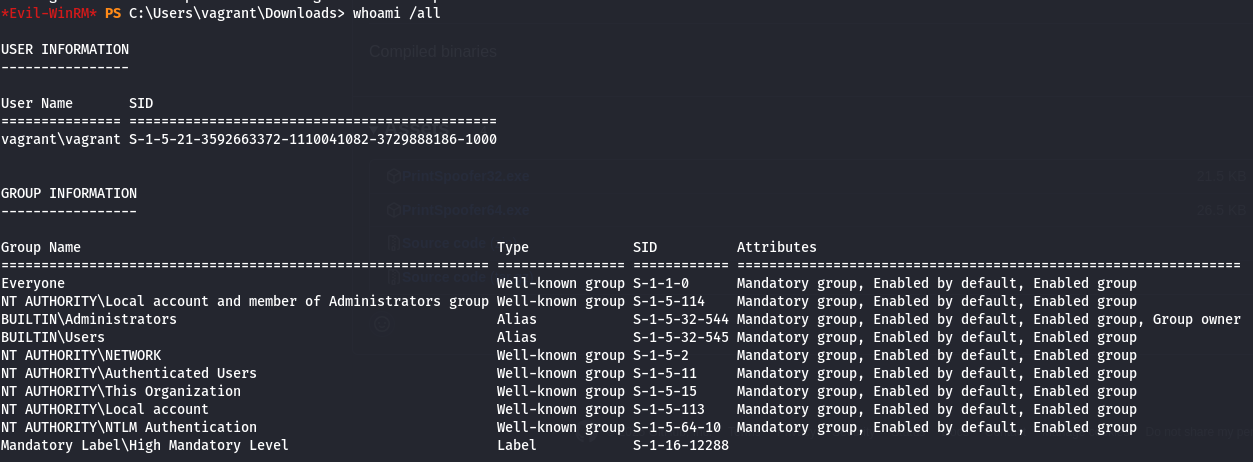 *Evil-WinRM* PS C:\Users\vagrant\Downloads> whoami /all
USER INFORMATION
----------------
User Name      SID
=============== ==============================================
vagrant\vagrant S-1-5-21-3592663372-1110041082-3729888186-1000
GROUP INFORMATION
-----------------
Group Name                                                    Type             SID          Attributes
============================================================= ================ ============ ===============================================================
Everyone                                                      Well-known group S-1-1-0      Mandatory group, Enabled by default, Enabled group
NT AUTHORITY\Local account and member of Administrators group Well-known group S-1-5-114    Mandatory group, Enabled by default, Enabled group
BUILTIN\Administrators                                        Alias            S-1-5-32-544 Mandatory group, Enabled by default, Enabled group, Group owner
BUILTIN\Users                                                 Alias            S-1-5-32-545 Mandatory group, Enabled by default, Enabled group
NT AUTHORITY\NETWORK                                          Well-known group S-1-5-2      Mandatory group, Enabled by default, Enabled group
NT AUTHORITY\Authenticated Users                              Well-known group S-1-5-11     Mandatory group, Enabled by default, Enabled group
NT AUTHORITY\This Organization                                Well-known group S-1-5-15     Mandatory group, Enabled by default, Enabled group
NT AUTHORITY\Local account                                    Well-known group S-1-5-113    Mandatory group, Enabled by default, Enabled group
NT AUTHORITY\NTLM Authentication                              Well-known group S-1-5-64-10  Mandatory group, Enabled by default, Enabled group
Mandatory Label\High Mandatory Level                          Label            S-1-16-12288
Compiled binaries
PrintSpoofer32.exe
PrintSpoofer64.exe
Source code
Source code